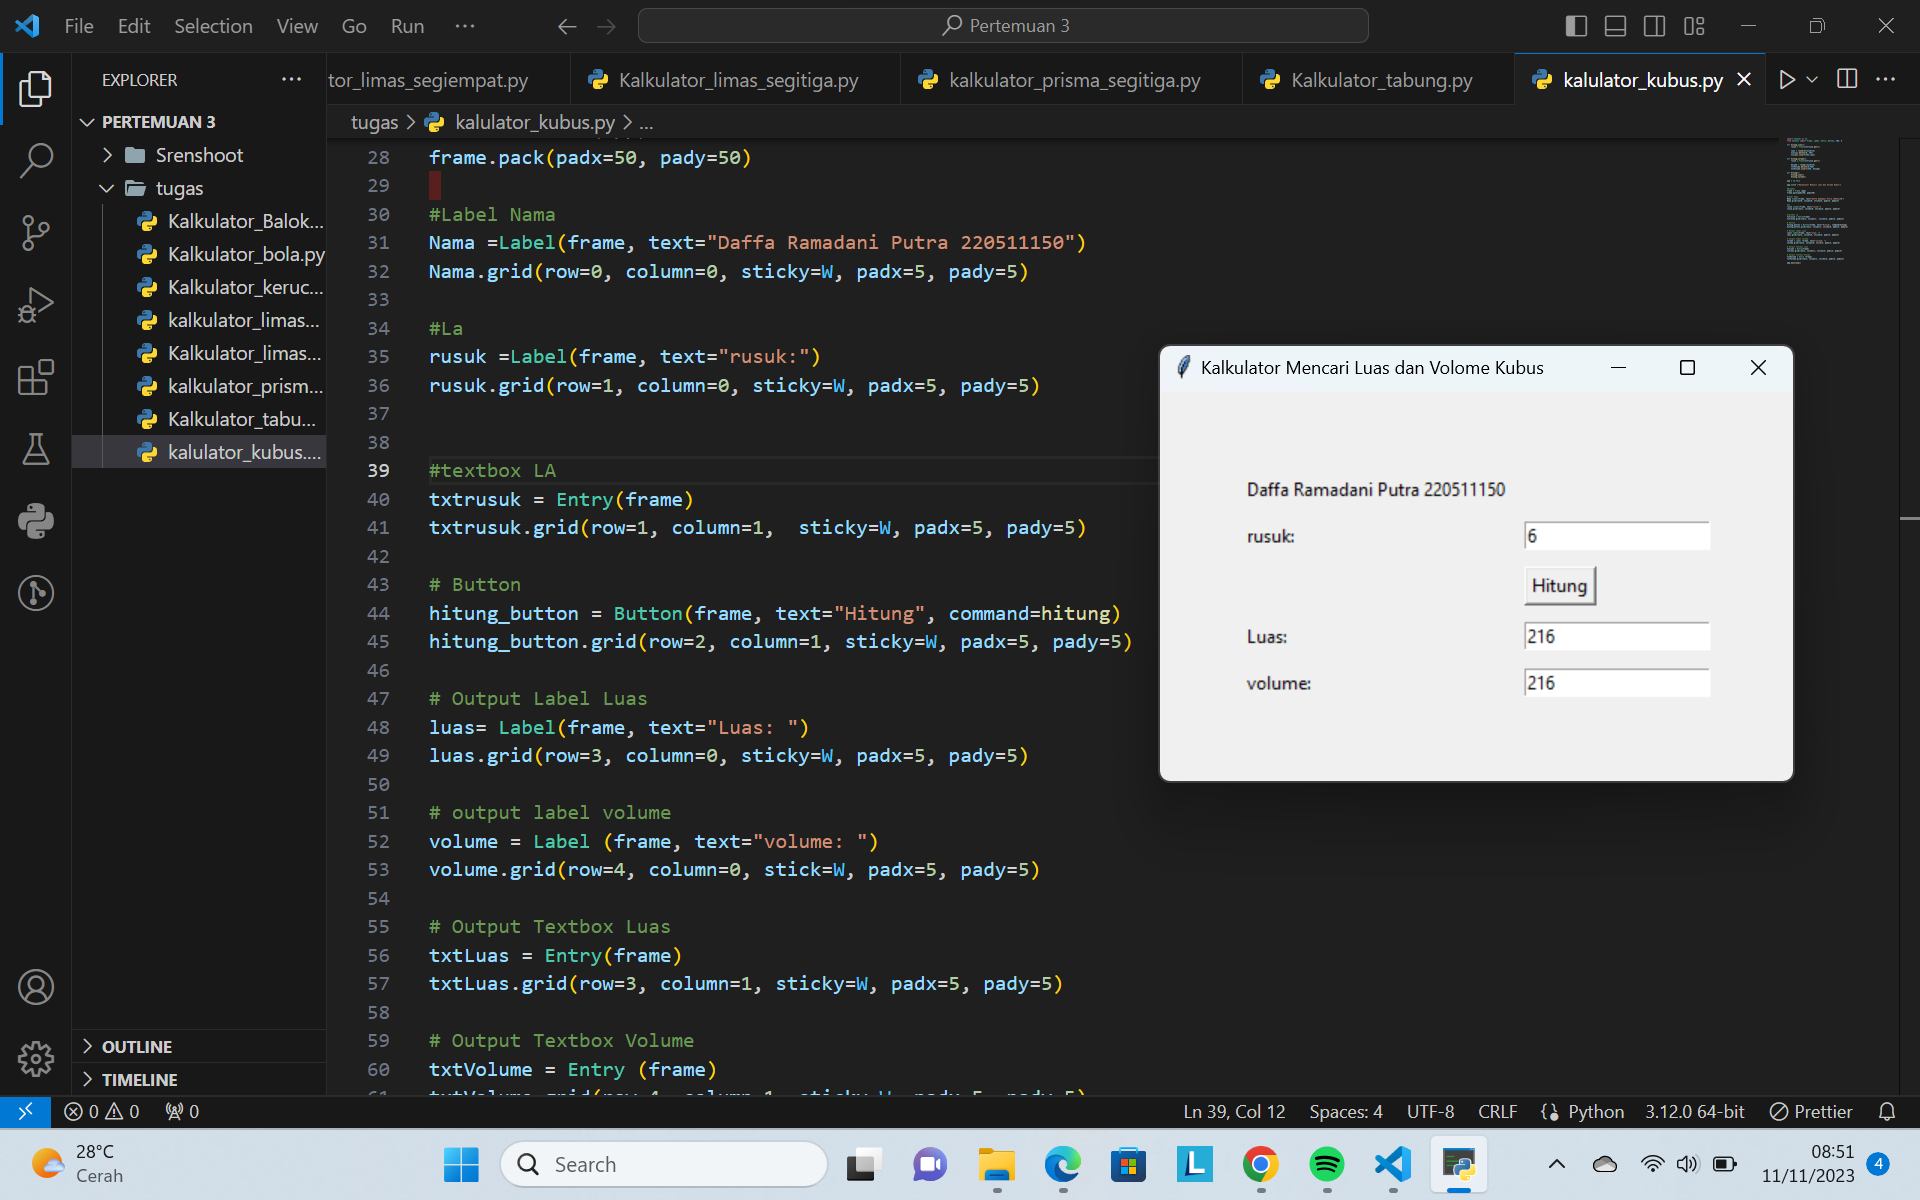 File Edit Selection View Go Run ···
Pertemuan 3
EXPLORER
tor_limas_segiempat.py
Kalkulator_limas_segitiga.py
kalkulator_prisma_segitiga.py
Kalkulator_tabung.py
kalulator_kubus.py
tugas > kalulator_kubus.py > ...
PERTEMUAN 3
Srenshoot
tugas
Kalkulator_Balok...
Kalkulator_bola.py
Kalkulator_keruc...
kalkulator_limas...
Kalkulator_limas...
kalkulator_prism...
Kalkulator_tabu...
kalulator_kubus....
OUTLINE
TIMELINE
28 frame.pack(padx=50, pady=50)
29
30 #Label Nama
31 Nama =Label(frame, text="Daffa Ramadani Putra 220511150")
32 Nama.grid(row=0, column=0, sticky=W, padx=5, pady=5)
33
34 #La
35 rusuk =Label(frame, text="rusuk:")
36 rusuk.grid(row=1, column=0, sticky=W, padx=5, pady=5)
37
38
39 #textbox LA
40 txtrusuk = Entry(frame)
41 txtrusuk.grid(row=1, column=1,  sticky=W, padx=5, pady=5)
42
43 # Button
44 hitung_button = Button(frame, text="Hitung", command=hitung)
45 hitung_button.grid(row=2, column=1, sticky=W, padx=5, pady=5)
46
47 # Output Label Luas
48 luas= Label(frame, text="Luas: ")
49 luas.grid(row=3, column=0, sticky=W, padx=5, pady=5)
50
51 # output label volume
52 volume = Label (frame, text="volume: ")
53 volume.grid(row=4, column=0, stick=W, padx=5, pady=5)
54
55 # Output Textbox Luas
56 txtLuas = Entry(frame)
57 txtLuas.grid(row=3, column=1, sticky=W, padx=5, pady=5)
58
59 # Output Textbox Volume
60 txtVolume = Entry (frame)
61 txtVolume.grid(row=4, column=1, sticky=W, padx=5, pady=5)
Kalkulator Mencari Luas dan Volome Kubus
Daffa Ramadani Putra 220511150
rusuk: 6
Hitung
Luas: 216
volume: 216
0 0 0
Ln 39, Col 12 Spaces: 4 UTF-8 CRLF Python 3.12.0 64-bit Prettier
28°C
Cerah
Search
08:51
11/11/2023
4